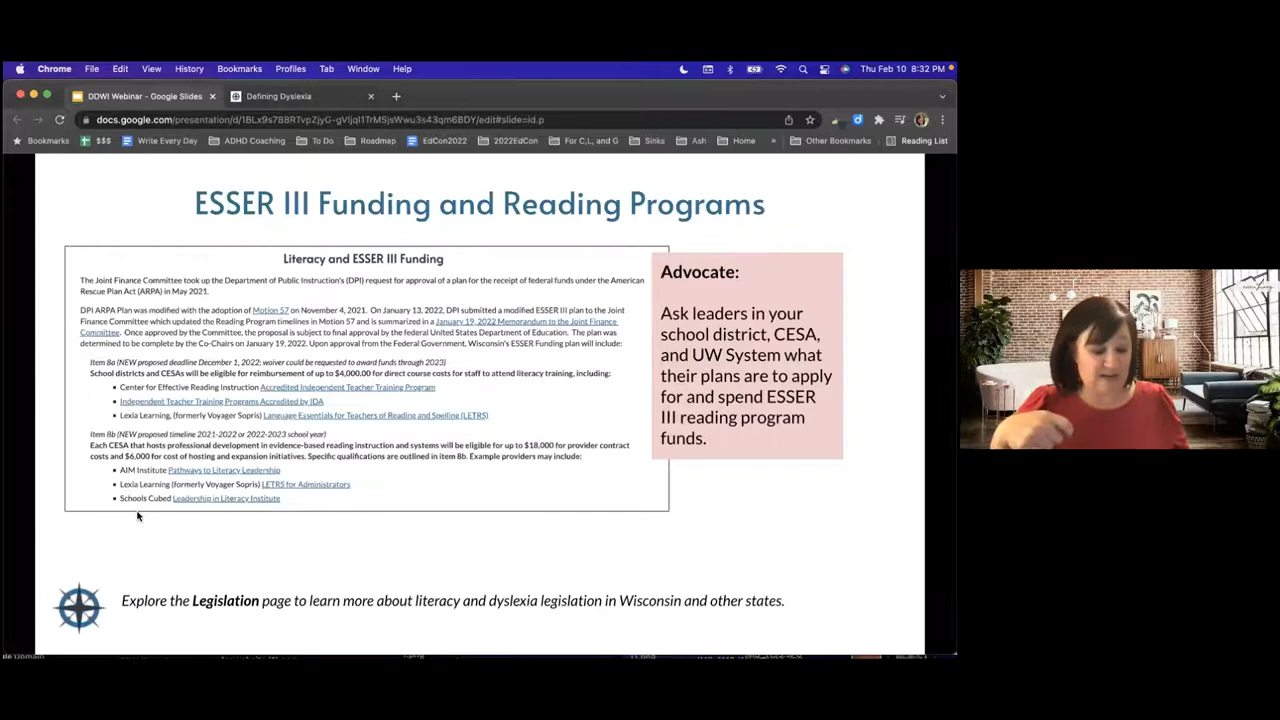 Chrome File Edit View History Bookmarks Profiles Tab Window Help Thu Feb 10 8:32 PM
DDWI Webinar - Google Slides Defining Dyslexia
docs.google.com/presentation/d/
Bookmarks $$$ Write Every Day ADHD Coaching To Do Roadmap EdCon2022 2022EdCon For C,L, and G Sinks Ash Home Other Bookmarks Reading List
ESSER III Funding and Reading Programs
Literacy and ESSER III Funding
The Joint Finance Committee took up the Department of Public Instruction's (DPI) request for approval of a plan for the receipt of federal funds under the American
Rescue Plan Act (ARPA) in May 2021.
DPI ARPA Plan was modified with the adoption of Motion 57 on November 4, 2021. On January 13, 2022, DPI submitted a modified ESSER III plan to the Joint
Finance Committee which updated the Reading Program timelines in Motion 57 and is summarized in a January 19, 2022 Memorandum to the Joint Finance
Committee. Once approved by the Committee, the proposal is subject to final approval by the federal United States Department of Education. The plan was
determined to be complete by the Co-Chairs on January 19, 2022. Upon approval from the Federal Government, Wisconsin's ESSER Funding plan will include:
Item 8a (NEW proposed deadline December 1, 2022; waiver could be requested to award funds through 2023)
School districts and CESAs will be eligible for reimbursement of up to $4,000.00 for direct course costs for staff to attend literacy training, including:
▪ Center for Effective Reading Instruction Accredited Independent Teacher Training Program
▪ Independent Teacher Training Programs Accredited by IDA
▪ Lexia Learning, (formerly Voyager Sopris) Language Essentials for Teachers of Reading and Spelling (LETRS)
Item 8b (NEW proposed timeline 2021-2022 or 2022-2023 school year)
Each CESA that hosts professional development in evidence-based reading instruction and systems will be eligible for up to $18,000 for provider contract
costs and $6,000 for cost of hosting and expansion initiatives. Specific qualifications are outlined in item 8b. Example providers may include:
▪ AIM Institute Pathways to Literacy Leadership
▪ Lexia Learning (formerly Voyager Sopris) LETRS for Administrators
▪ Schools Cubed Leadership in Literacy Institute
Advocate:
Ask leaders in your
school district, CESA,
and UW System what
their plans are to apply
for and spend ESSER
III reading program
funds.
Explore the Legislation page to learn more about literacy and dyslexia legislation in Wisconsin and other states.